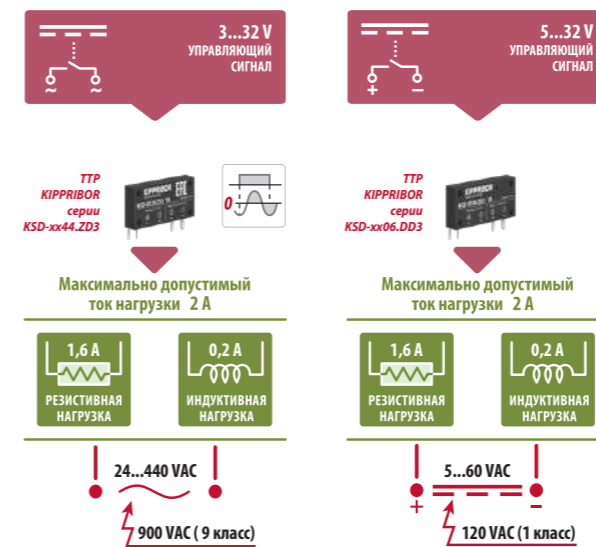 3...32 V
УПРАВЛЯЮЩИЙ
СИГНАЛ
~ ~
ТТР
KIPPRIBOR
серии
KSD-xx44.ZD3
KIPPRIBOR
0
Максимально допустимый
ток нагрузки 2 А
1,6 А
РЕЗИСТИВНАЯ
НАГРУЗКА
0,2 А
ИНДУКТИВНАЯ
НАГРУЗКА
24...440 VAC
900 VAC ( 9 класс)
5...32 V
УПРАВЛЯЮЩИЙ
СИГНАЛ
+ −
ТТР
KIPPRIBOR
серии
KSD-xx06.DD3
KIPPRIBOR
Максимально допустимый
ток нагрузки 2 А
1,6 А
РЕЗИСТИВНАЯ
НАГРУЗКА
0,2 А
ИНДУКТИВНАЯ
НАГРУЗКА
5...60 VAC
+ −
120 VAC (1 класс)